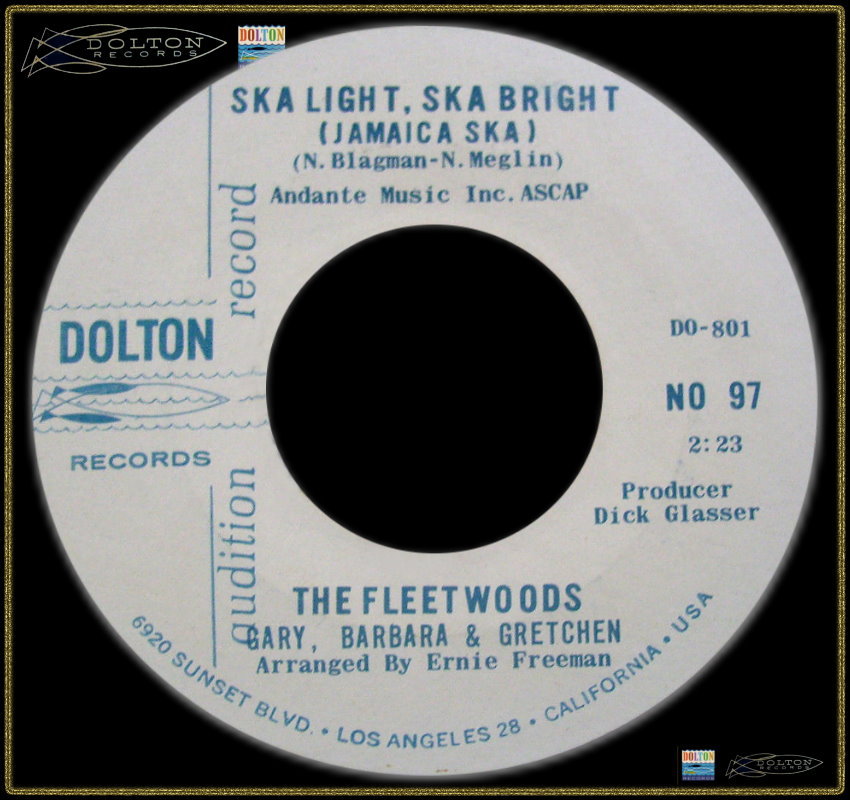 DOLTON
RECORDS
DOLTON
SKA LIGHT, SKA BRIGHT
(JAMAICA SKA)
(N. Blagman-N. Meglin)
Andante Music Inc. ASCAP
audition record
DOLTON
RECORDS
DO-801
NO 97
2:23
Producer
Dick Glasser
THE FLEETWOODS
GARY, BARBARA & GRETCHEN
Arranged By Ernie Freeman
6920 SUNSET BLVD. • LOS ANGELES 28 • CALIFORNIA • USA
DOLTON
DOLTON
RECORDS